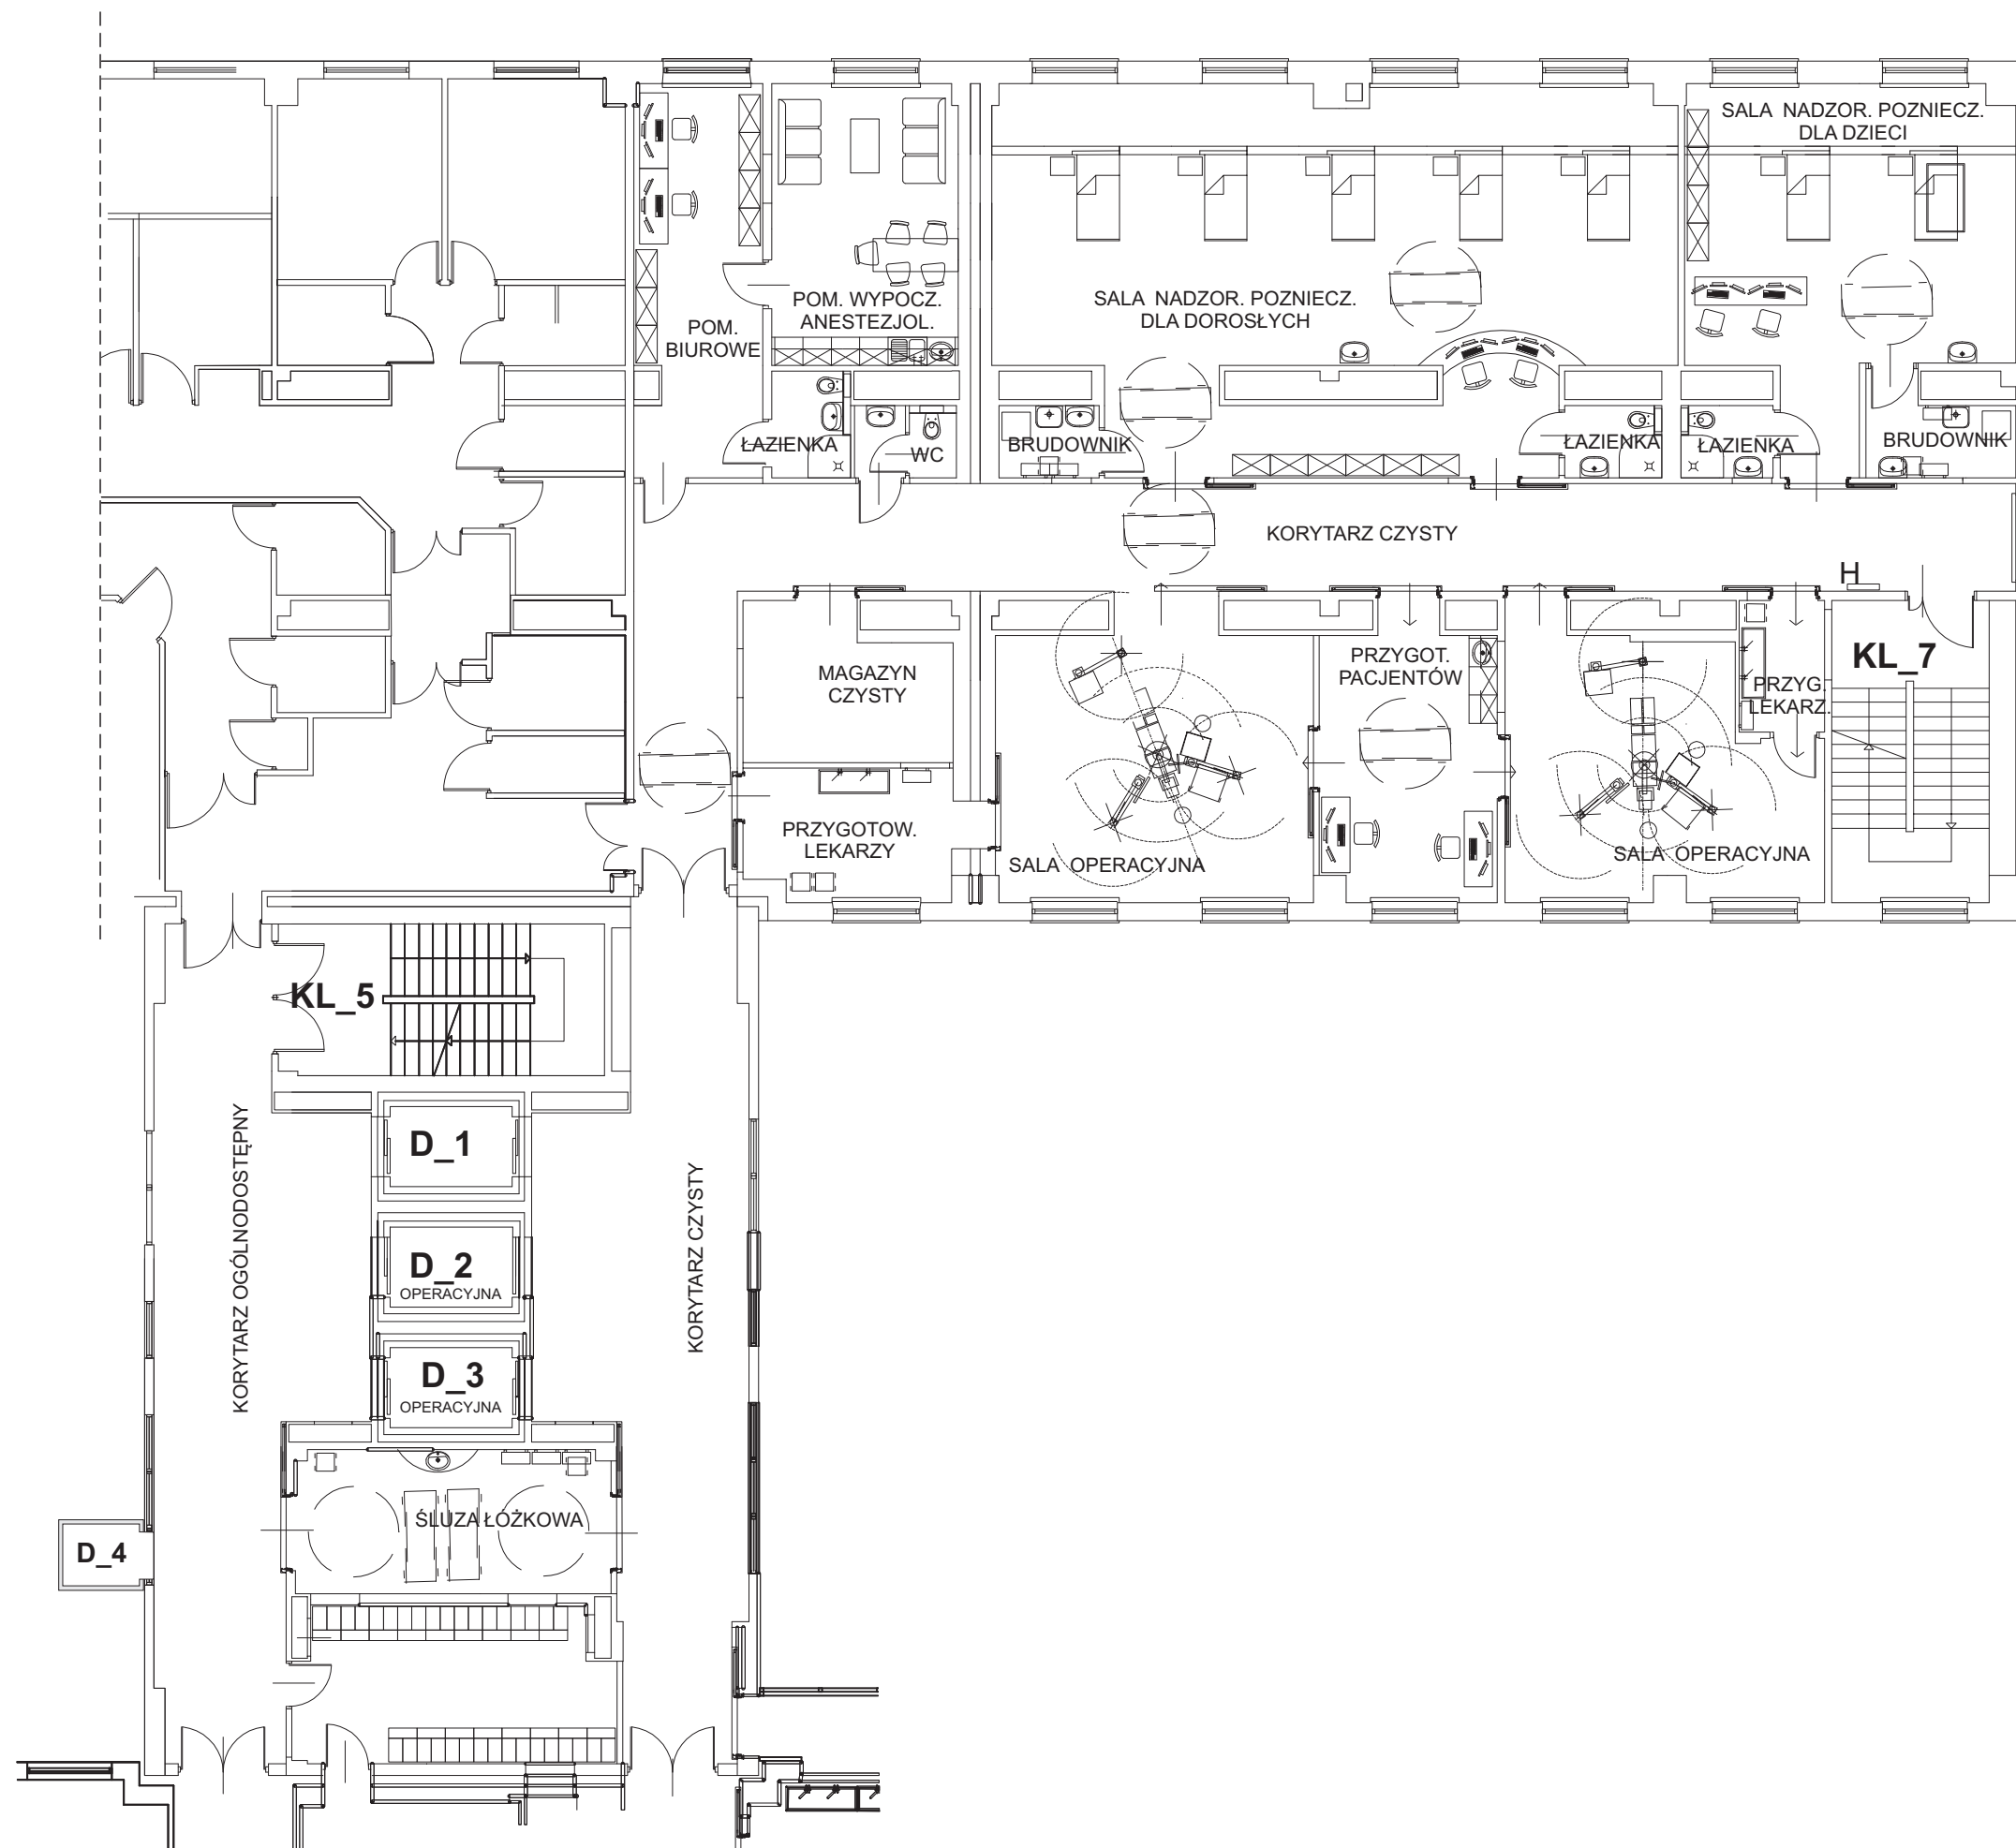 SALA NADZOR. POZNIECZ.
DLA DZIECI
POM. WYPOCZ.
ANESTEZJOL.
SALA NADZOR. POZNIECZ.
DLA DOROSŁYCH
POM.
BIUROWE
ŁAZIENKA
WC
BRUDOWNIK
ŁAZIENKA
ŁAZIENKA
BRUDOWNIK
KORYTARZ CZYSTY
H
MAGAZYN
CZYSTY
PRZYGOT.
PACJENTÓW
KL_7
PRZYG.
LEKARZ.
PRZYGOTOW.
LEKARZY
SALA OPERACYJNA
SALA OPERACYJNA
KL_5
KORYTARZ OGÓLNODOSTĘPNY
D_1
KORYTARZ CZYSTY
D_2
OPERACYJNA
D_3
OPERACYJNA
ŚLUZA ŁÓŻKOWA
D_4